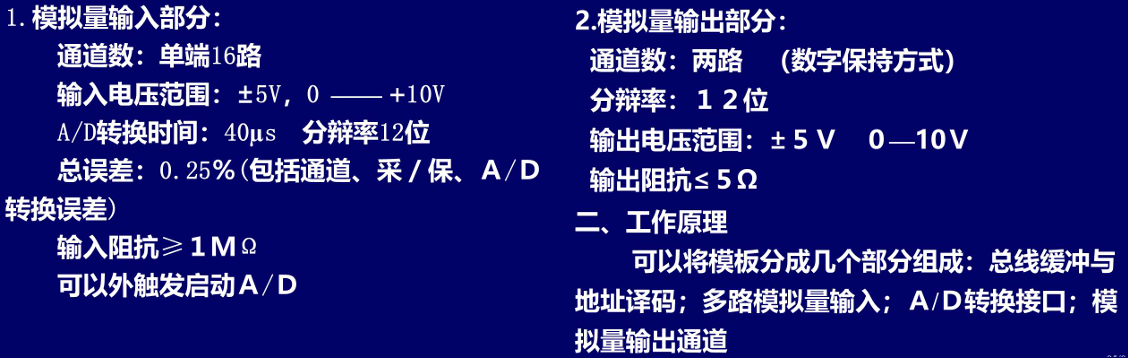 1.模拟量输入部分：
通道数：单端16路
输入电压范围：±5V，0 —— +10V
A/D转换时间：40μs 分辩率12位
总误差：0.25%(包括通道、采/保、A/D
转换误差)
输入阻抗≥1MΩ
可以外触发启动A/D
2.模拟量输出部分：
通道数：两路 （数字保持方式）
分辩率：１２位
输出电压范围：±５Ｖ ０—10Ｖ
输出阻抗≤５Ω
二、工作原理
可以将模板分成几个部分组成：总线缓冲与
地址译码；多路模拟量输入；A/D转换接口；模
拟量输出通道